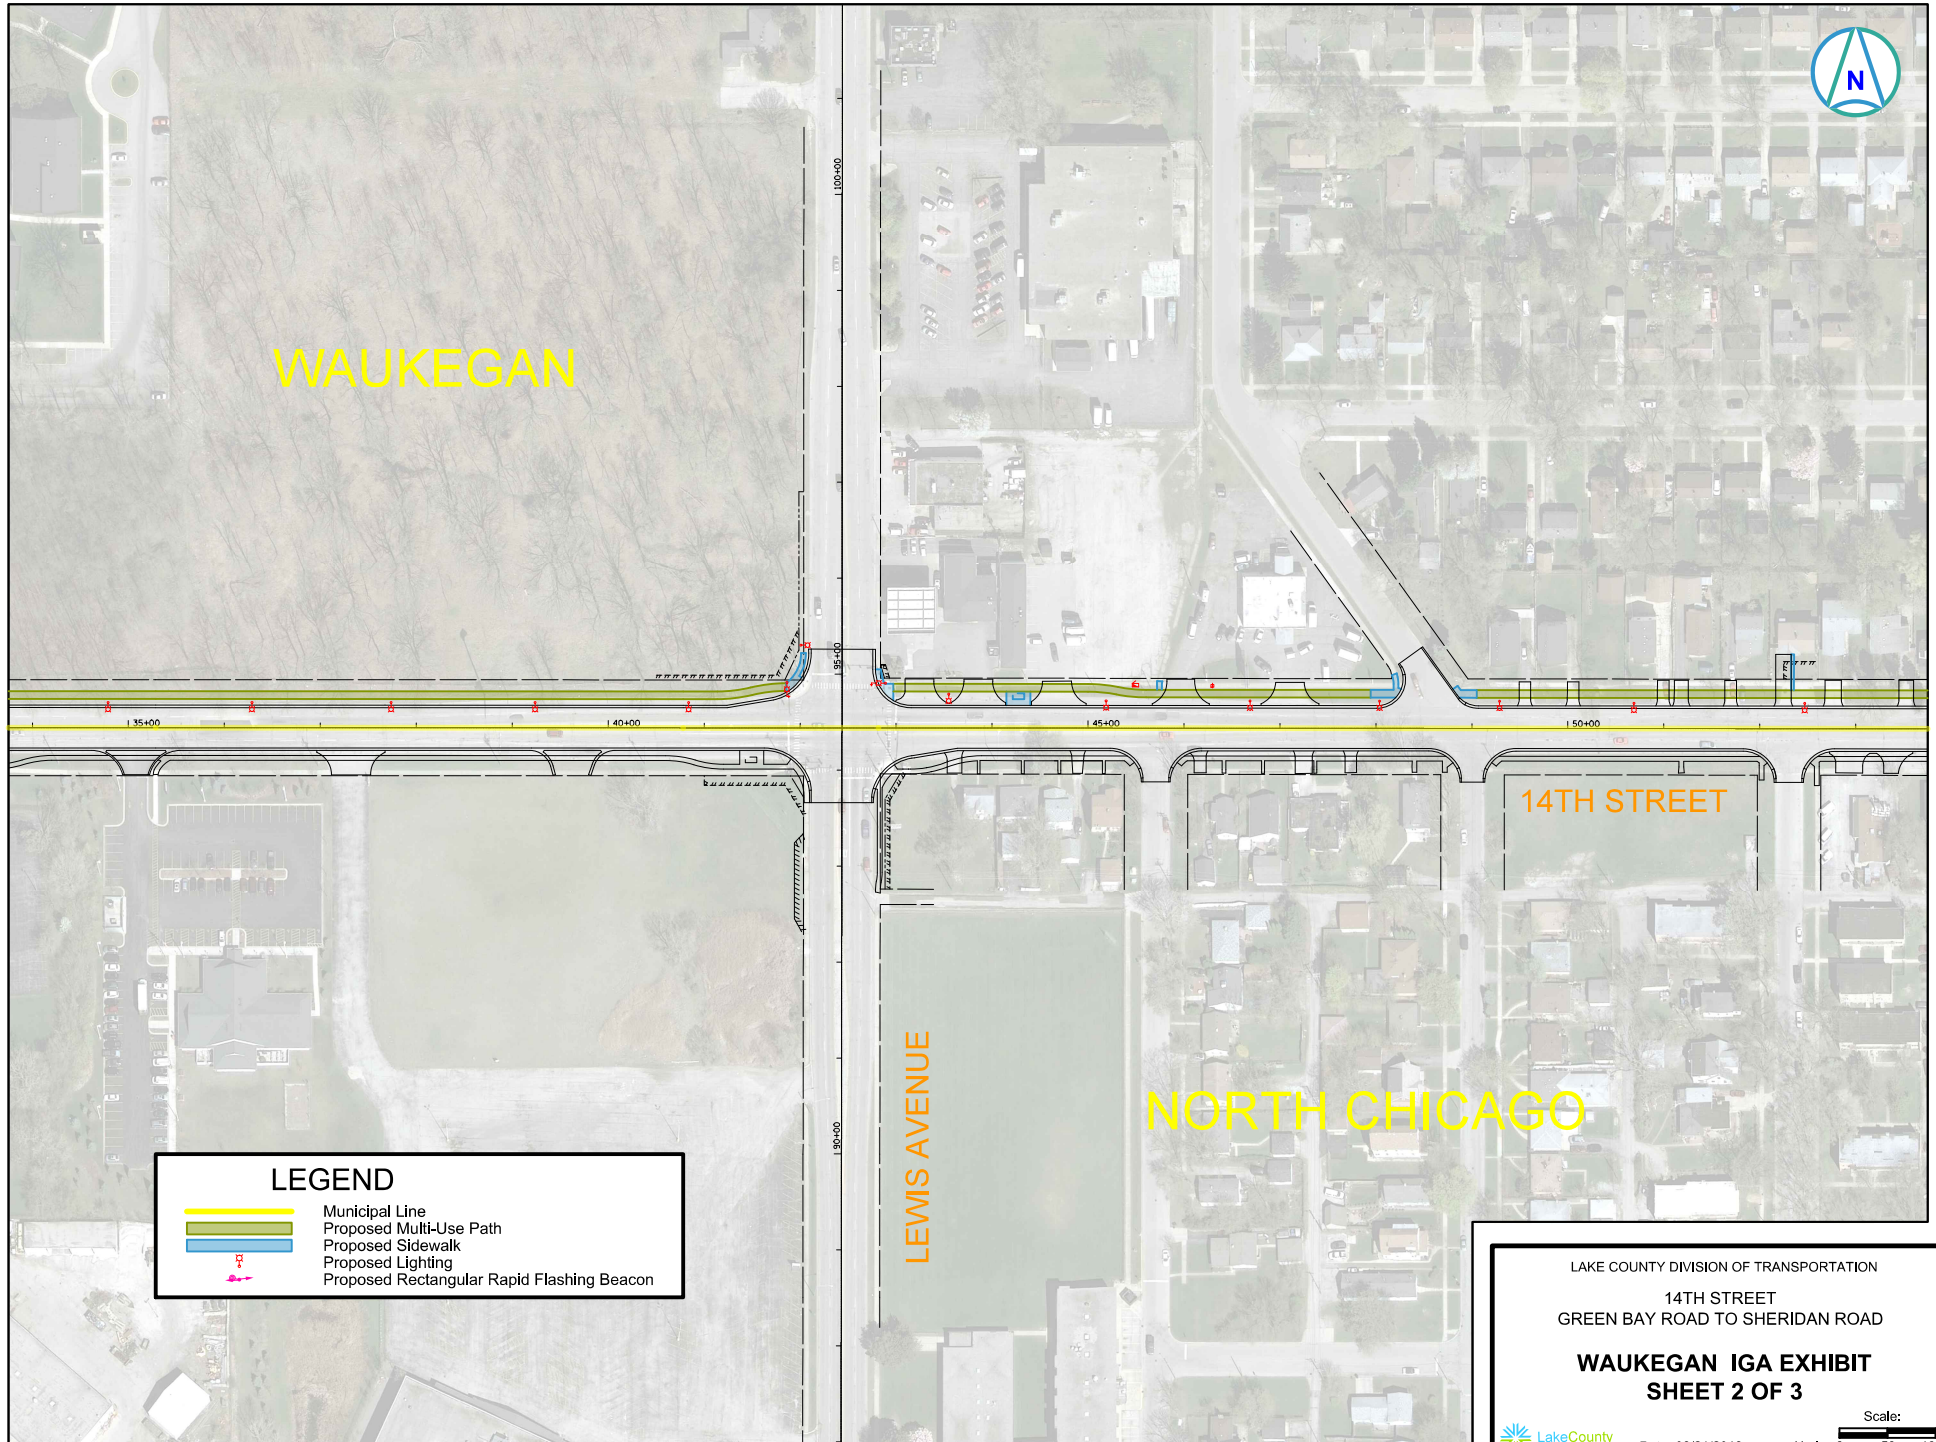 N
WAUKEGAN
100+00
95+00
35+00
40+00
45+00
50+00
14TH STREET
LEWIS AVENUE
NORTH CHICAGO
90+00
LEGEND
Municipal Line
Proposed Multi-Use Path
Proposed Sidewalk
Proposed Lighting
Proposed Rectangular Rapid Flashing Beacon
LAKE COUNTY DIVISION OF TRANSPORTATION
14TH STREET
GREEN BAY ROAD TO SHERIDAN ROAD
WAUKEGAN IGA EXHIBIT
SHEET 2 OF 3
Scale:
LakeCounty